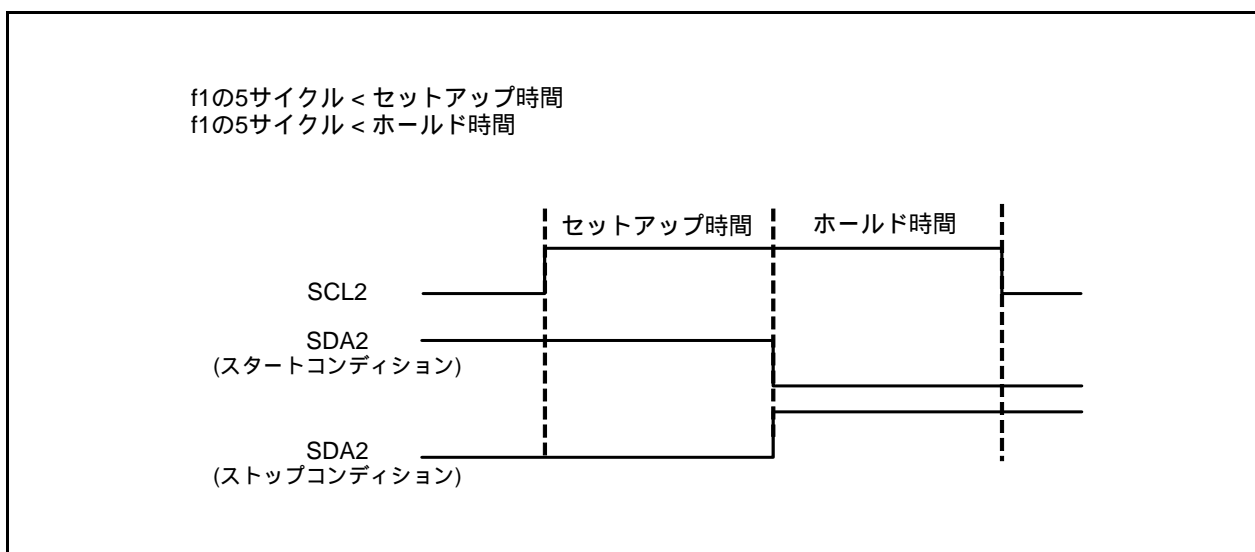 f1の5サイクル < セットアップ時間
f1の5サイクル < ホールド時間
セットアップ時間
ホールド時間
SCL2
SDA2
(スタートコンディション)
SDA2
(ストップコンディション)